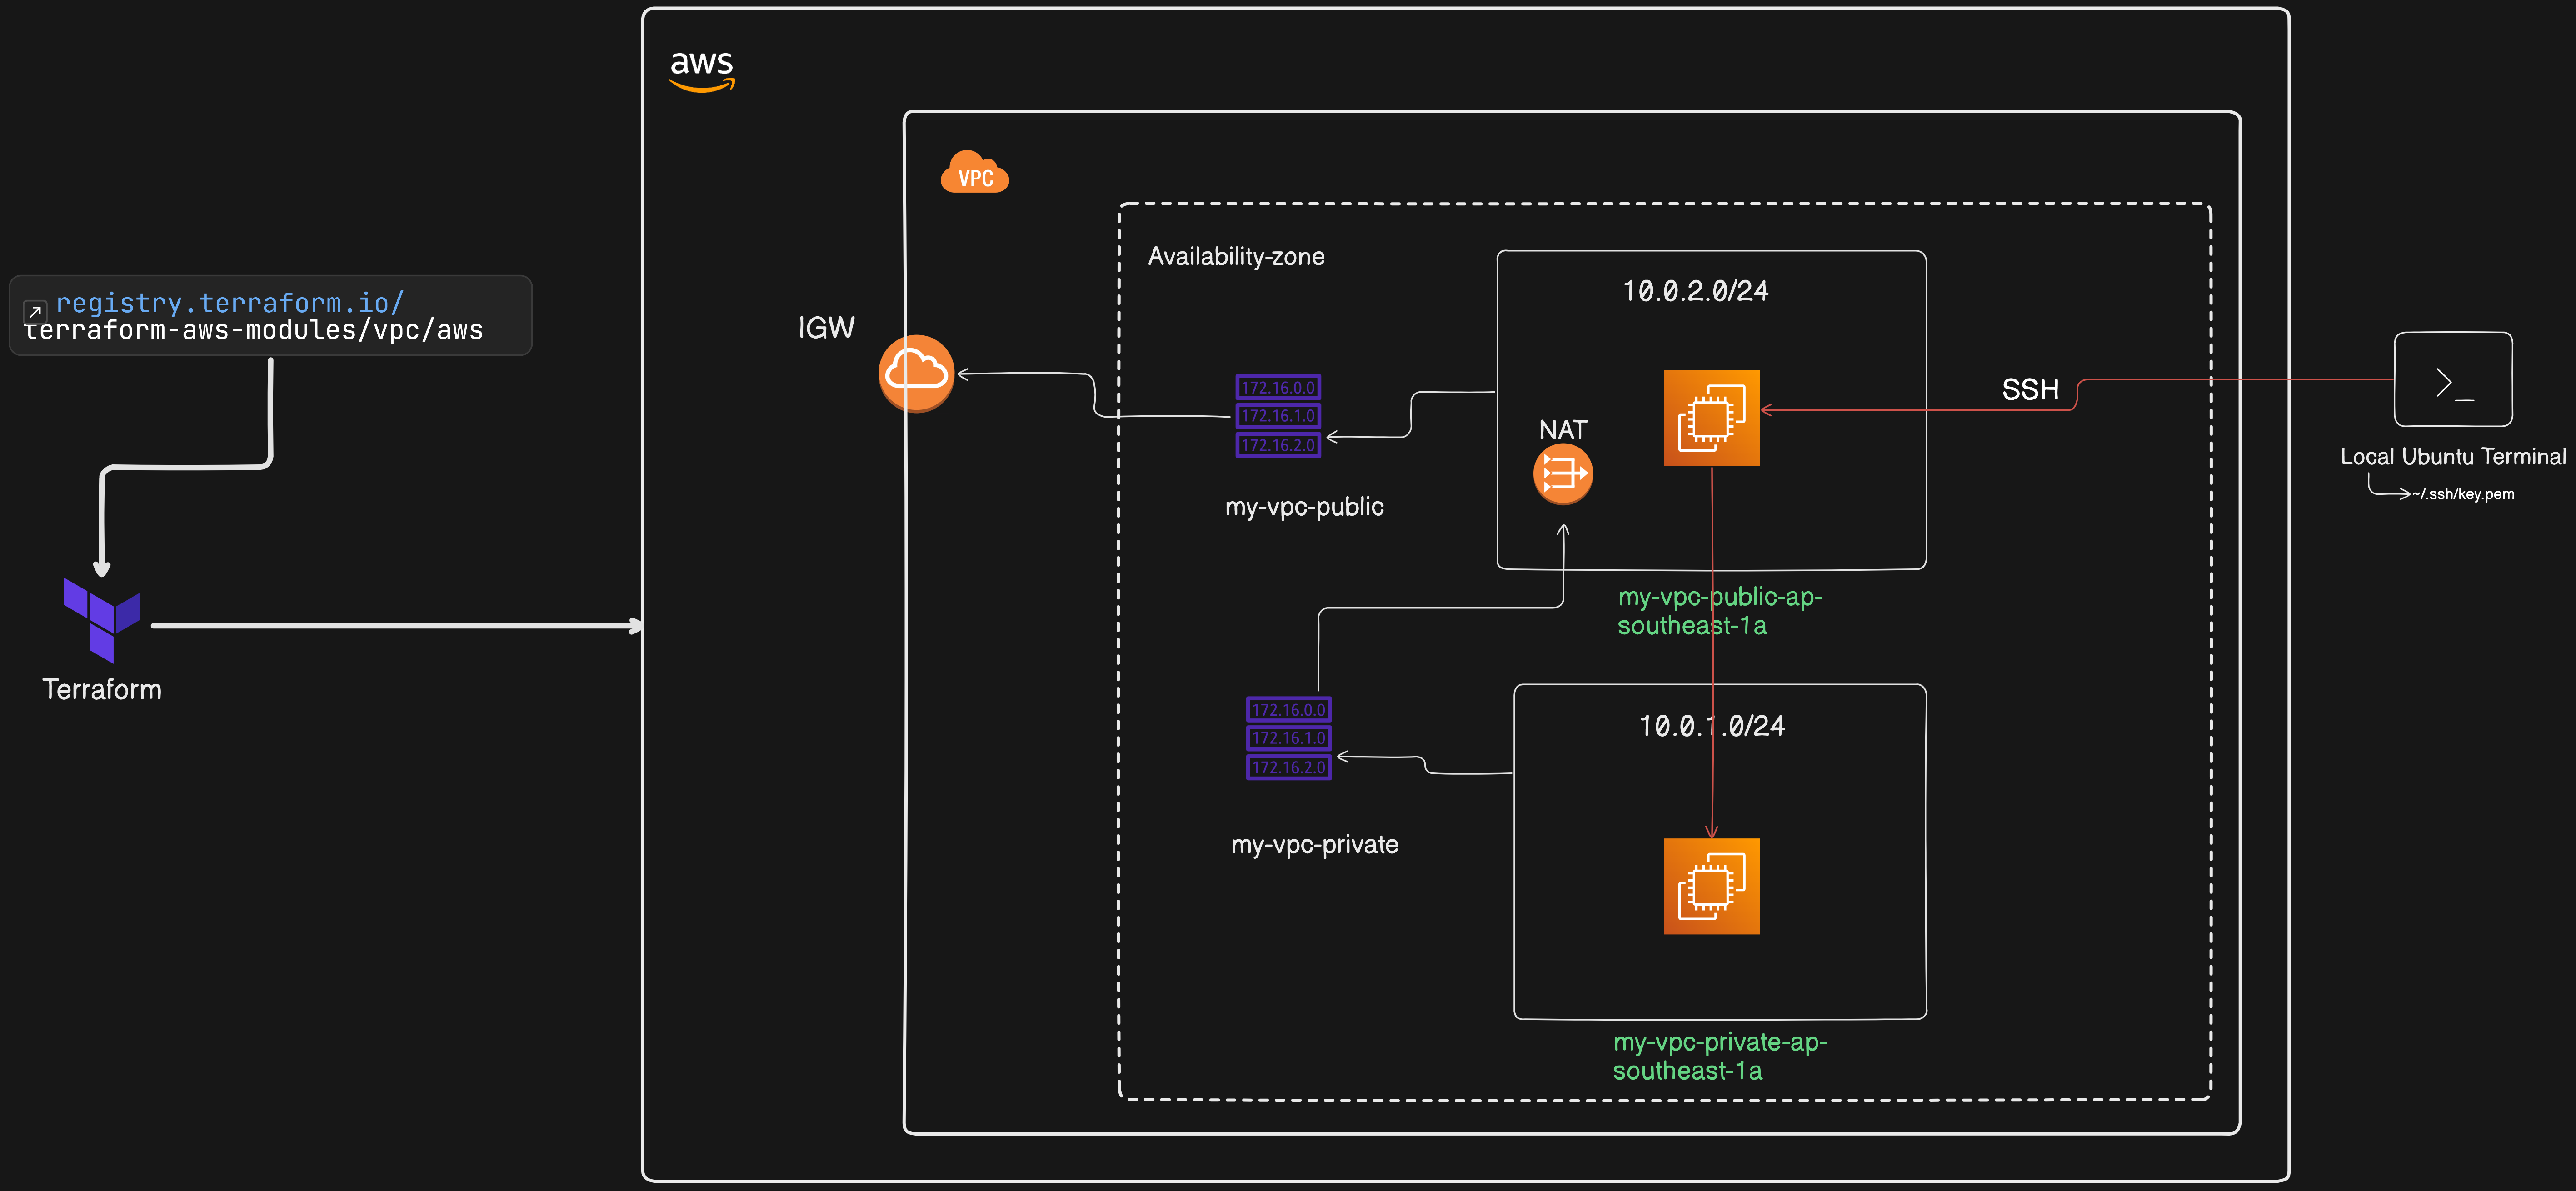 aws
VPC
Availability-zone
10.0.2.0/24
registry.terraform.io/
terraform-aws-modules/vpc/aws
IGW
172.16.0.0
172.16.1.0
172.16.2.0
my-vpc-public
NAT
SSH
>_
Local Ubuntu Terminal
~/.ssh/key.pem
my-vpc-public-ap-
southeast-1a
Terraform
172.16.0.0
172.16.1.0
172.16.2.0
my-vpc-private
10.0.1.0/24
my-vpc-private-ap-
southeast-1a